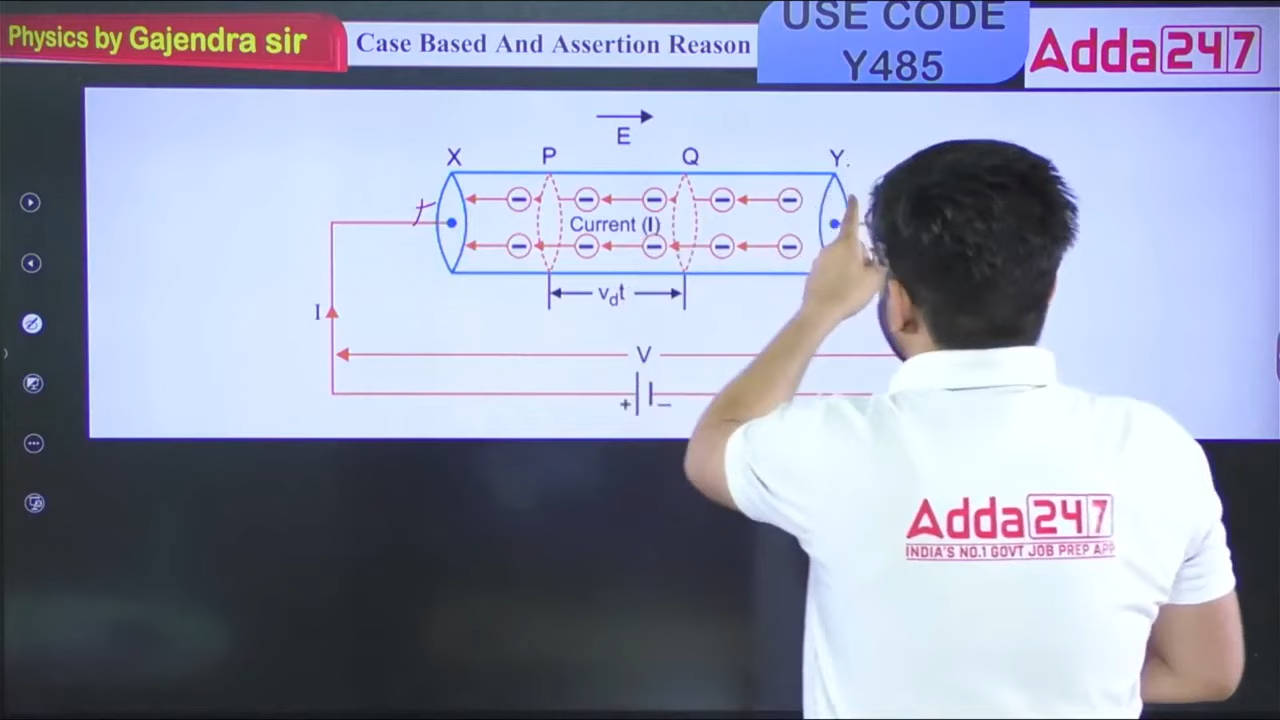 Physics by Gajendra sir
Case Based And Assertion Reason
USE CODE
Y485
Adda247
E
X P Q Y.
+
Current (I)
vdt
I
V
+ −
Adda247
INDIA'S NO.1 GOVT JOB PREP APP